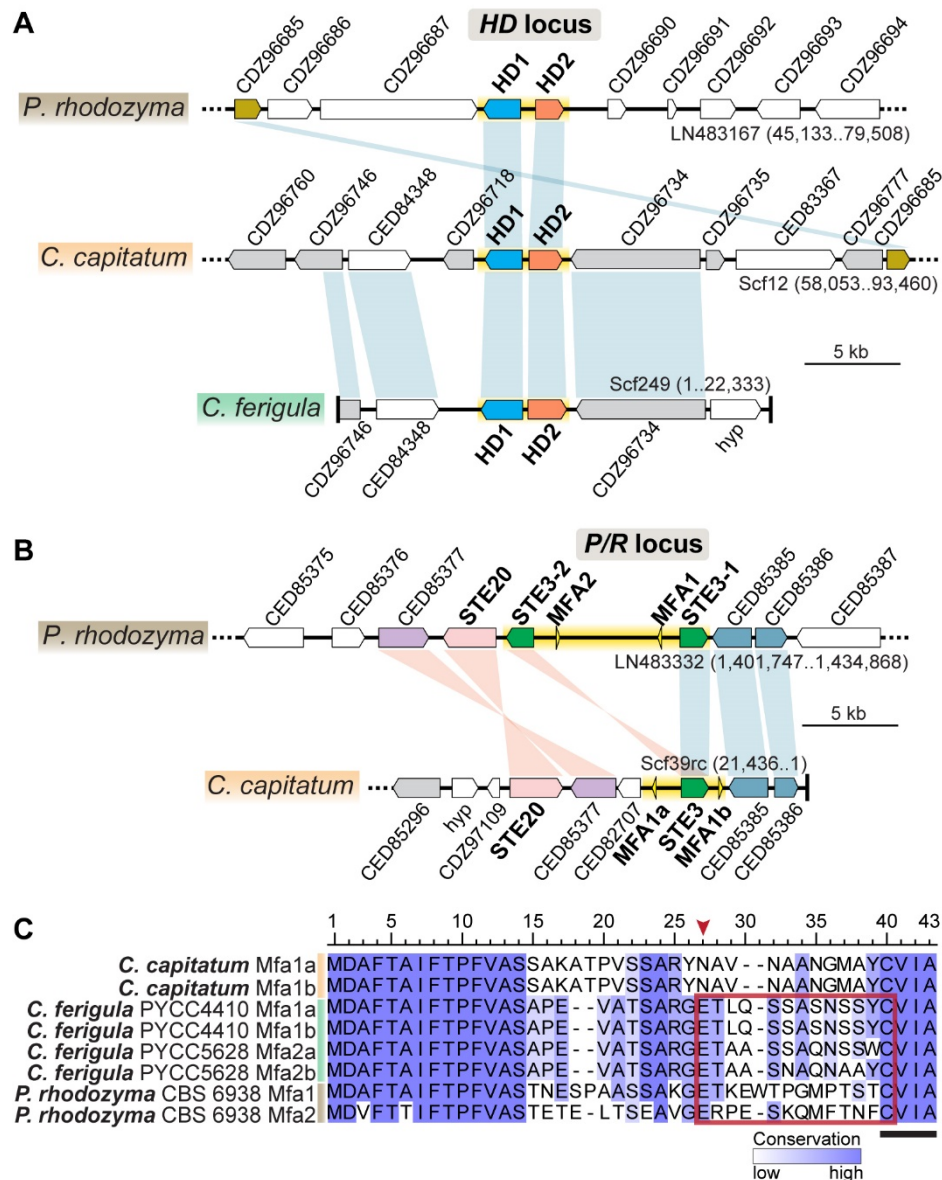 A
HD locus
CDZ96685 CDZ96686 CDZ96687 HD1 HD2 CDZ96690 CDZ96691 CDZ96692 CDZ96693 CDZ96694
P. rhodozyma
LN483167 (45,133..79,508)
CDZ96760 CDZ96746 CED84348 CDZ96718 HD1 HD2 CDZ96734 CDZ96735 CED83367 CDZ96777 CDZ96685
C. capitatum
Scf12 (58,053..93,460)
5 kb
Scf249 (1..22,333)
C. ferigula
CDZ96746 CED84348 HD1 HD2 CDZ96734 hyp
B
P/R locus
CED85375 CED85376 CED85377 STE20 STE3-2 MFA2 MFA1 STE3-1 CED85385 CED85386 CED85387
P. rhodozyma
LN483332 (1,401,747..1,434,868)
5 kb
Scf39rc (21,436..1)
C. capitatum
CED85296 hyp CDZ97109 STE20 CED85377 CED82707 MFA1a STE3 MFA1b CED85385 CED85386
C
1 5 10 15 20 25 30 35 40 43
C. capitatum Mfa1a MDAFTAIFTPFVASSAKATPVSSARYNAV--NAANGMAYCVIA
C. capitatum Mfa1b MDAFTAIFTPFVASSAKATPVSSARYNAV--NAANGMAYCVIA
C. ferigula PYCC4410 Mfa1a MDAFTAIFTPFVASAPE--VATSARGETLQ-SSASNSSYCVIA
C. ferigula PYCC4410 Mfa1b MDAFTAIFTPFVASAPE--VATSARGETLQ-SSASNSSYCVIA
C. ferigula PYCC5628 Mfa2a MDAFTAIFTPFVASAPE--VATSARGETAA-SSAQNSSWCVIA
C. ferigula PYCC5628 Mfa2b MDAFTAIFTPFVASAPE--VATSARGETAA-SNAQNAAYCVIA
P. rhodozyma CBS 6938 Mfa1 MDAFTAIFTPFVASTNESPAASSAKGETKEWTPGMPTSTCVIA
P. rhodozyma CBS 6938 Mfa2 MDVFTTIFTPFVASTETE-LTSEAVGERPE-SKQMFTNFCVIA
Conservation
low high